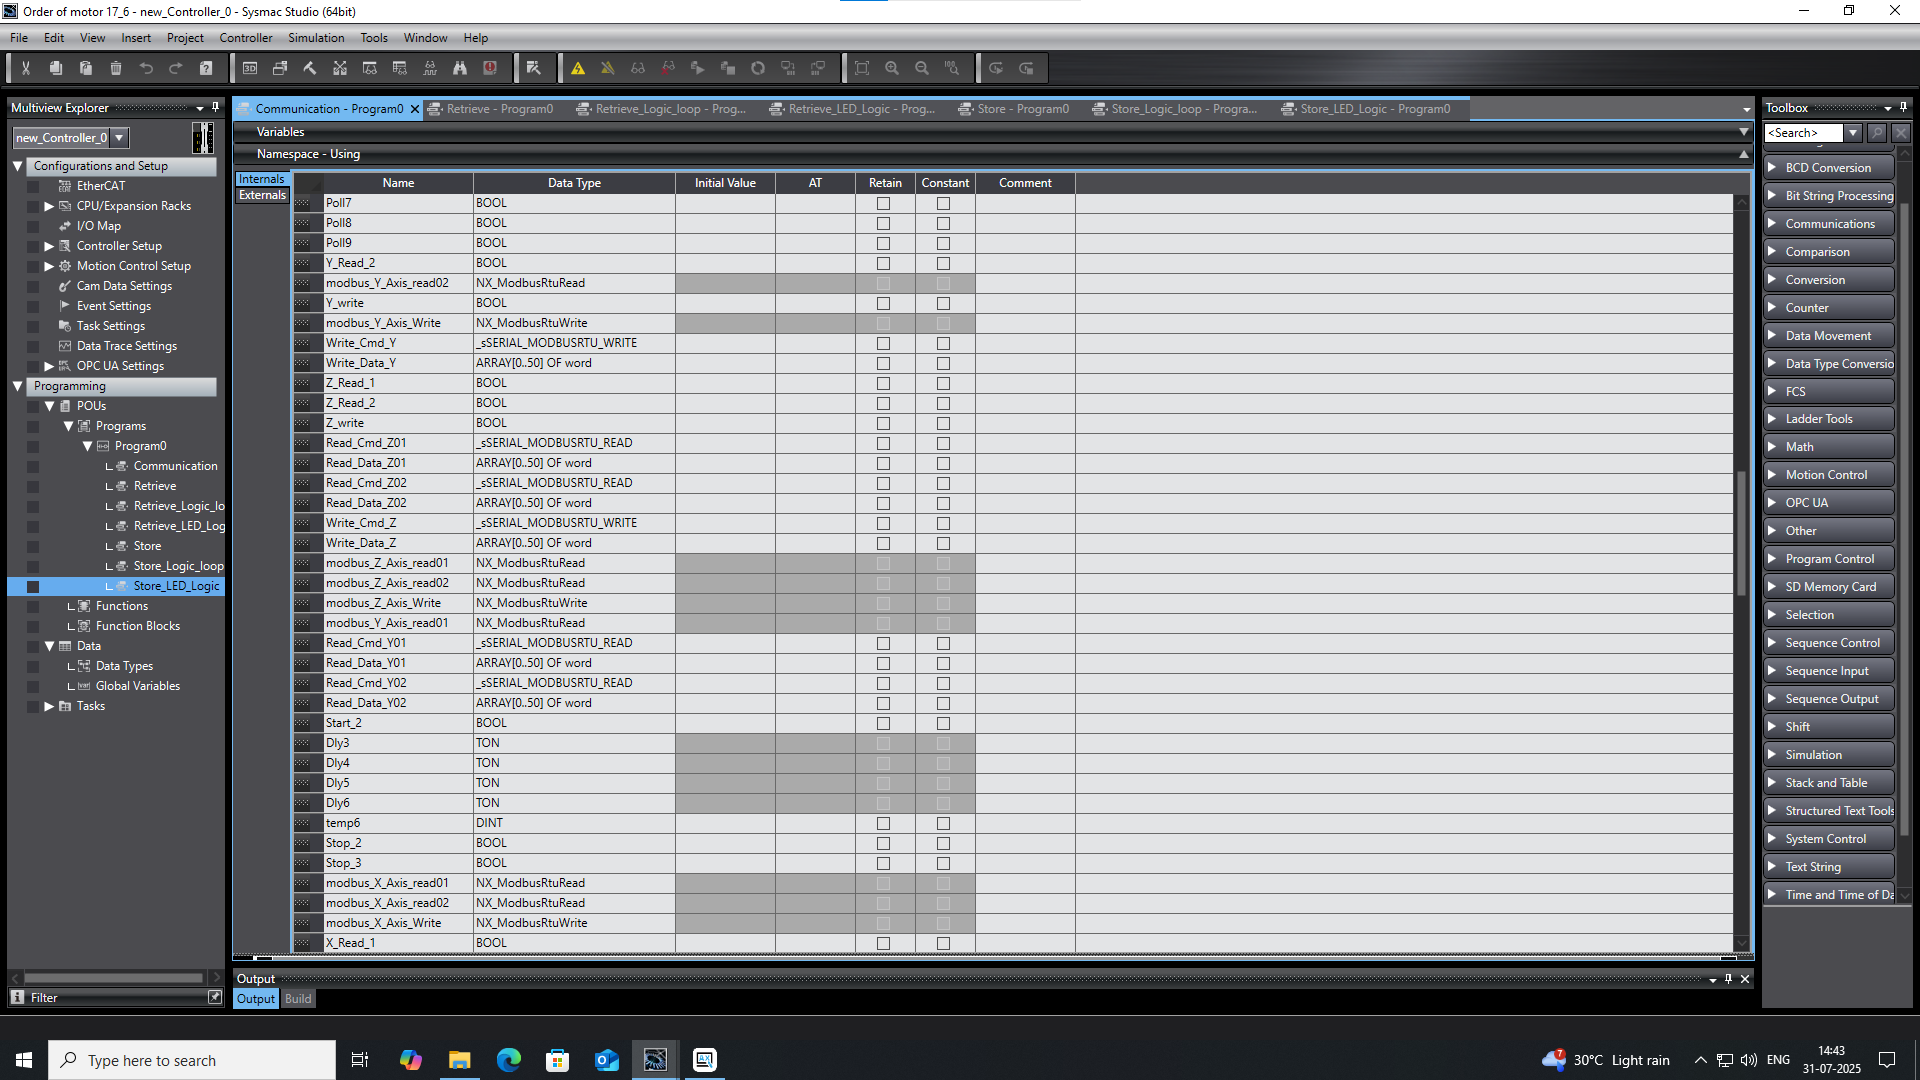 Order of motor 17_6 - new_Controller_0 - Sysmac Studio (64bit)
File Edit View Insert Project Controller Simulation Tools Window Help
Multiview Explorer
new_Controller_0
Configurations and Setup
EtherCAT
CPU/Expansion Racks
I/O Map
Controller Setup
Motion Control Setup
Cam Data Settings
Event Settings
Task Settings
Data Trace Settings
OPC UA Settings
Programming
POUs
Programs
Program0
Communication
Retrieve
Retrieve_Logic_lo
Retrieve_LED_Log
Store
Store_Logic_loop
Store_LED_Logic
Functions
Function Blocks
Data
Data Types
Global Variables
Tasks
Filter
Communication - Program0 Retrieve - Program0 Retrieve_Logic_loop - Prog... Retrieve_LED_Logic - Prog... Store - Program0 Store_Logic_loop - Progra... Store_LED_Logic - Program0
Variables
Namespace - Using
Internals
Externals
Name Data Type Initial Value AT Retain Constant Comment
Poll7 BOOL
Poll8 BOOL
Poll9 BOOL
Y_Read_2 BOOL
modbus_Y_Axis_read02 NX_ModbusRtuRead
Y_write BOOL
modbus_Y_Axis_Write NX_ModbusRtuWrite
Write_Cmd_Y _sSERIAL_MODBUSRTU_WRITE
Write_Data_Y ARRAY[0..50] OF word
Z_Read_1 BOOL
Z_Read_2 BOOL
Z_write BOOL
Read_Cmd_Z01 _sSERIAL_MODBUSRTU_READ
Read_Data_Z01 ARRAY[0..50] OF word
Read_Cmd_Z02 _sSERIAL_MODBUSRTU_READ
Read_Data_Z02 ARRAY[0..50] OF word
Write_Cmd_Z _sSERIAL_MODBUSRTU_WRITE
Write_Data_Z ARRAY[0..50] OF word
modbus_Z_Axis_read01 NX_ModbusRtuRead
modbus_Z_Axis_read02 NX_ModbusRtuRead
modbus_Z_Axis_Write NX_ModbusRtuWrite
modbus_Y_Axis_read01 NX_ModbusRtuRead
Read_Cmd_Y01 _sSERIAL_MODBUSRTU_READ
Read_Data_Y01 ARRAY[0..50] OF word
Read_Cmd_Y02 _sSERIAL_MODBUSRTU_READ
Read_Data_Y02 ARRAY[0..50] OF word
Start_2 BOOL
Dly3 TON
Dly4 TON
Dly5 TON
Dly6 TON
temp6 DINT
Stop_2 BOOL
Stop_3 BOOL
modbus_X_Axis_read01 NX_ModbusRtuRead
modbus_X_Axis_read02 NX_ModbusRtuRead
modbus_X_Axis_Write NX_ModbusRtuWrite
X_Read_1 BOOL
Output
Output Build
Toolbox
<Search>
BCD Conversion
Bit String Processing
Communications
Comparison
Conversion
Counter
Data Movement
Data Type Conversio
FCS
Ladder Tools
Math
Motion Control
OPC UA
Other
Program Control
SD Memory Card
Selection
Sequence Control
Sequence Input
Sequence Output
Shift
Simulation
Stack and Table
Structured Text Tools
System Control
Text String
Time and Time of Da
Type here to search
7
30°C Light rain
ENG
14:43
31-07-2025